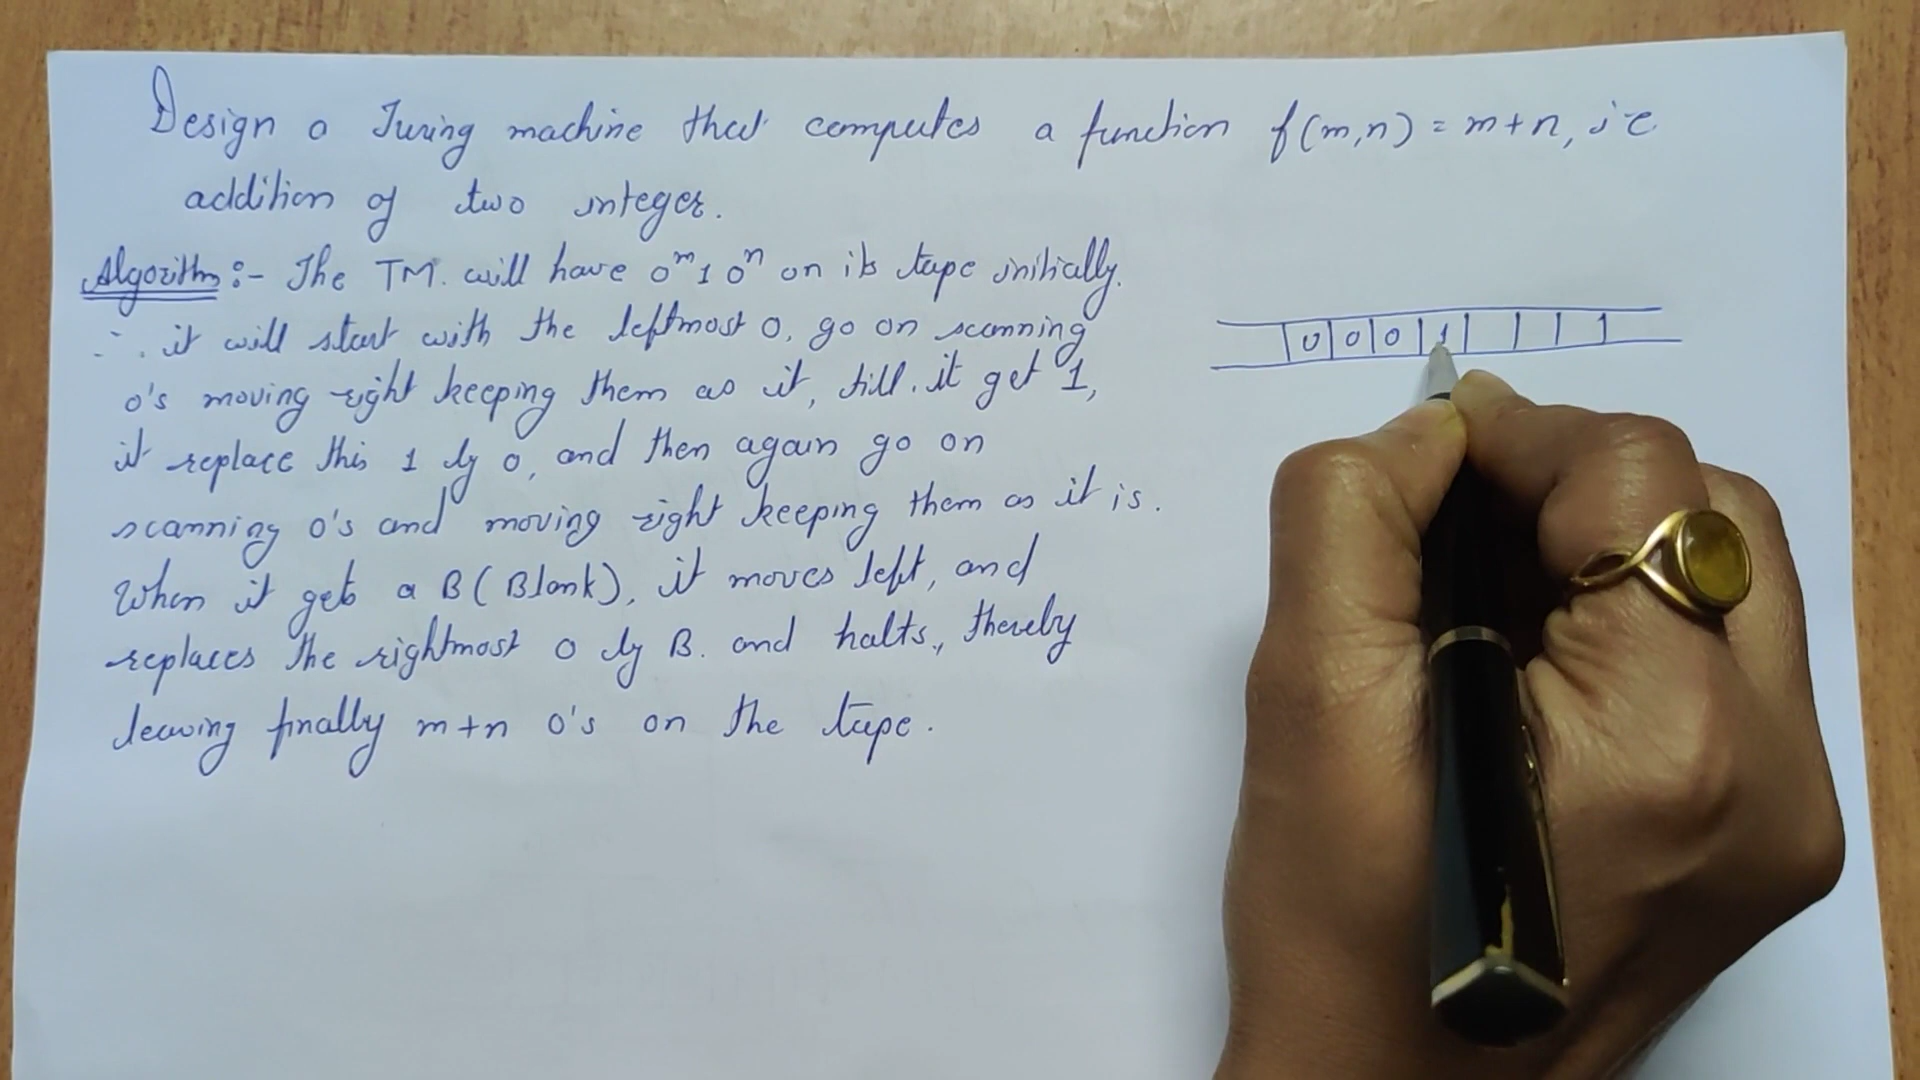 Design a Turing machine that computes a function f(m,n) = m+n, i.e.
addition of two integer.
Algorithm :- The T.M. will have 0^m 1 0^n on its tape initially.
∴ it will start with the leftmost 0, go on scanning
0's moving right keeping them as it, till. it get 1,
it replace this 1 by 0, and then again go on
scanning 0's and moving right keeping them as it is.
When it gets a B (Blank), it moves left, and
replaces the rightmost 0 by B. and halts., thereby
leaving finally m+n 0's on the tape.
0 0 0 1